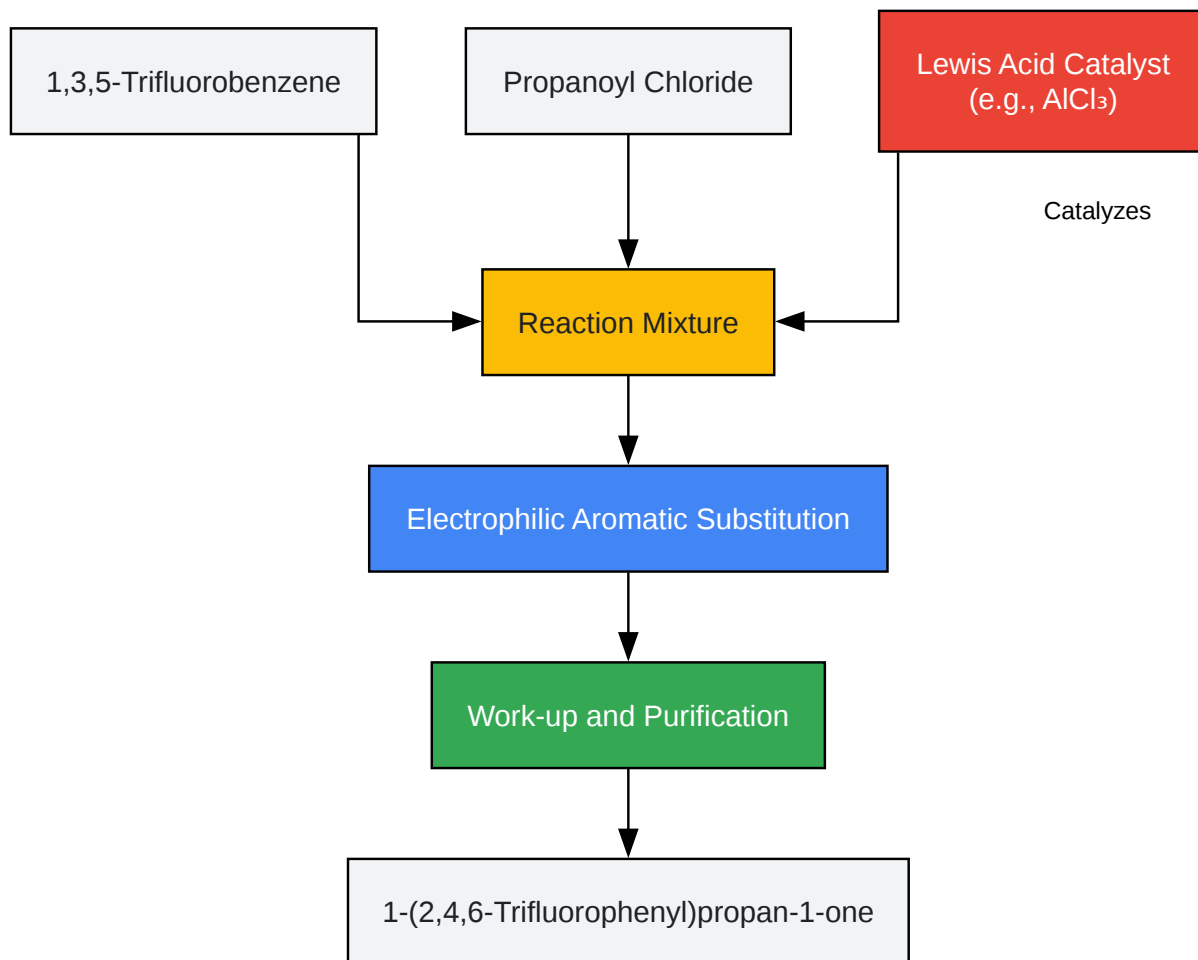 1,3,5-Trifluorobenzene
Propanoyl Chloride
Lewis Acid Catalyst
(e.g., AlCl₃)
Catalyzes
Reaction Mixture
Electrophilic Aromatic Substitution
Work-up and Purification
1-(2,4,6-Trifluorophenyl)propan-1-one